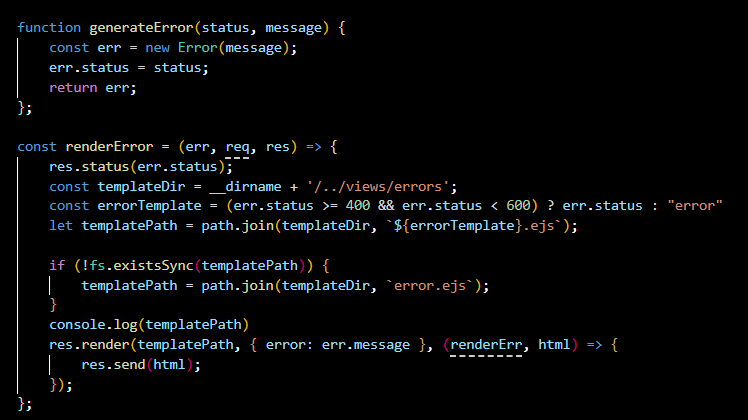 function generateError(status, message) {
    const err = new Error(message);
    err.status = status;
    return err;
};

const renderError = (err, req, res) => {
    res.status(err.status);
    const templateDir = __dirname + '/../views/errors';
    const errorTemplate = (err.status >= 400 && err.status < 600) ? err.status : "error"
    let templatePath = path.join(templateDir, `${errorTemplate}.ejs`);

    if (!fs.existsSync(templatePath)) {
        templatePath = path.join(templateDir, `error.ejs`);
    }
    console.log(templatePath)
    res.render(templatePath, { error: err.message }, (renderErr, html) => {
        res.send(html);
    });
};